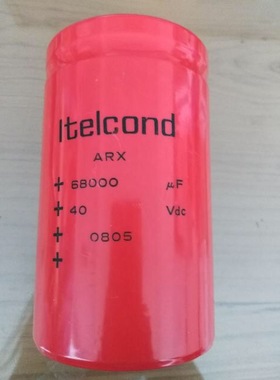 Itelcond
ARX
+ 68000 µF
+ 40 Vdc
+ 0805
+